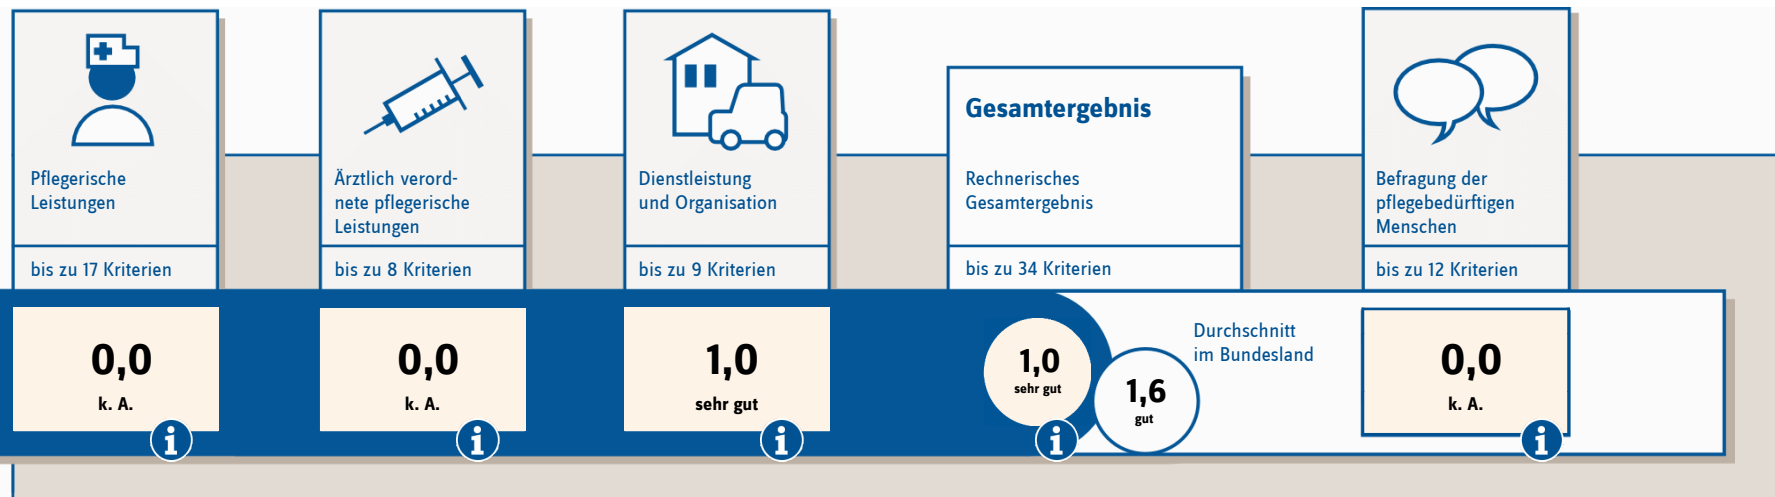 Pflegerische
Leistungen
bis zu 17 Kriterien
0,0
k. A.
Ärztlich verord-
nete pflegerische
Leistungen
bis zu 8 Kriterien
0,0
k. A.
Dienstleistung
und Organisation
bis zu 9 Kriterien
1,0
sehr gut
Gesamtergebnis
Rechnerisches
Gesamtergebnis
bis zu 34 Kriterien
1,0
sehr gut
1,6
gut
Durchschnitt
im Bundesland
Befragung der
pflegebedürftigen
Menschen
bis zu 12 Kriterien
0,0
k. A.